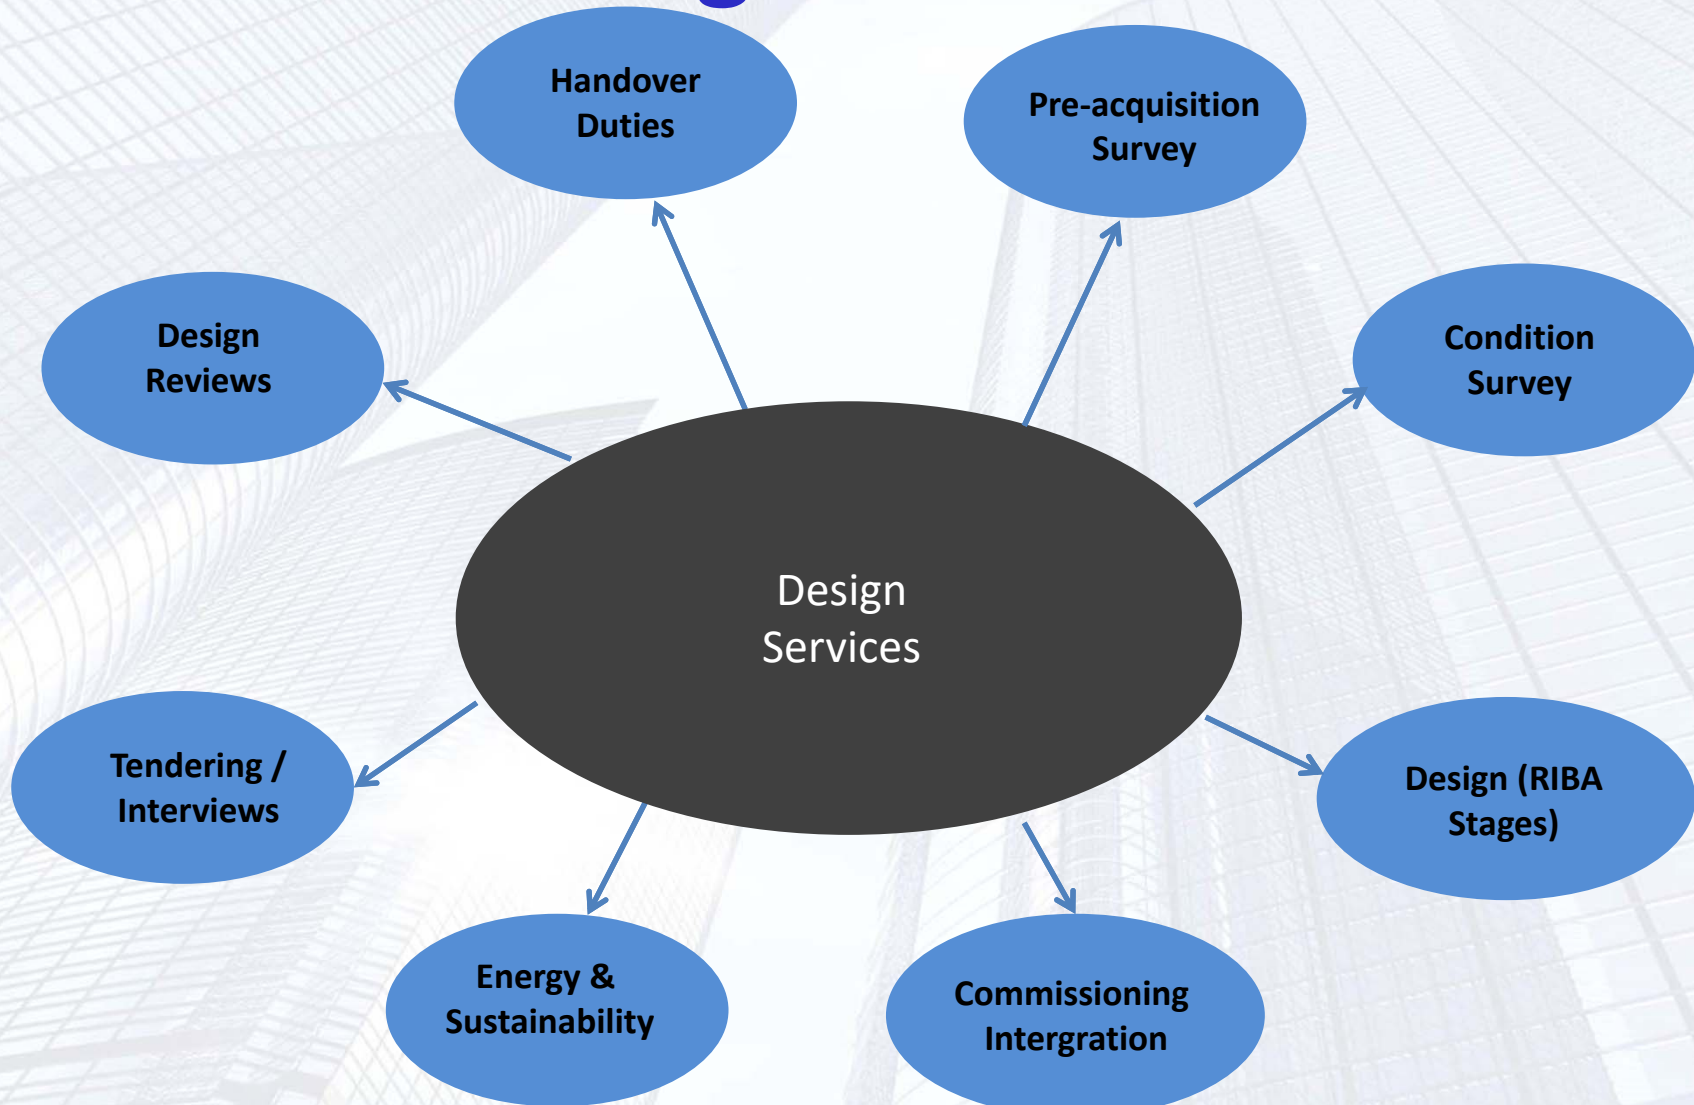 Handover
Duties
Pre-acquisition
Survey
Design
Reviews
Condition
Survey
Design
Services
Tendering /
Interviews
Design (RIBA
Stages)
Energy &
Sustainability
Commissioning
Intergration